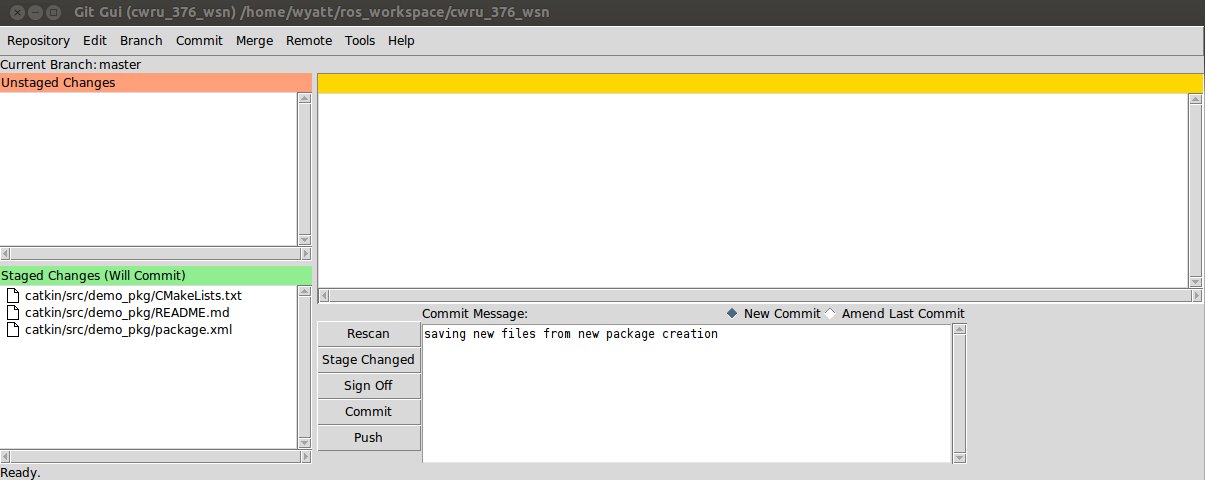 Git Gui (cwru_376_wsn) /home/wyatt/ros_workspace/cwru_376_wsn
Repository Edit Branch Commit Merge Remote Tools Help
Current Branch: master
Unstaged Changes
Staged Changes (Will Commit)
catkin/src/demo_pkg/CMakeLists.txt
catkin/src/demo_pkg/README.md
catkin/src/demo_pkg/package.xml
Commit Message: New Commit Amend Last Commit
Rescan
Stage Changed
Sign Off
Commit
Push
saving new files from new package creation
Ready.